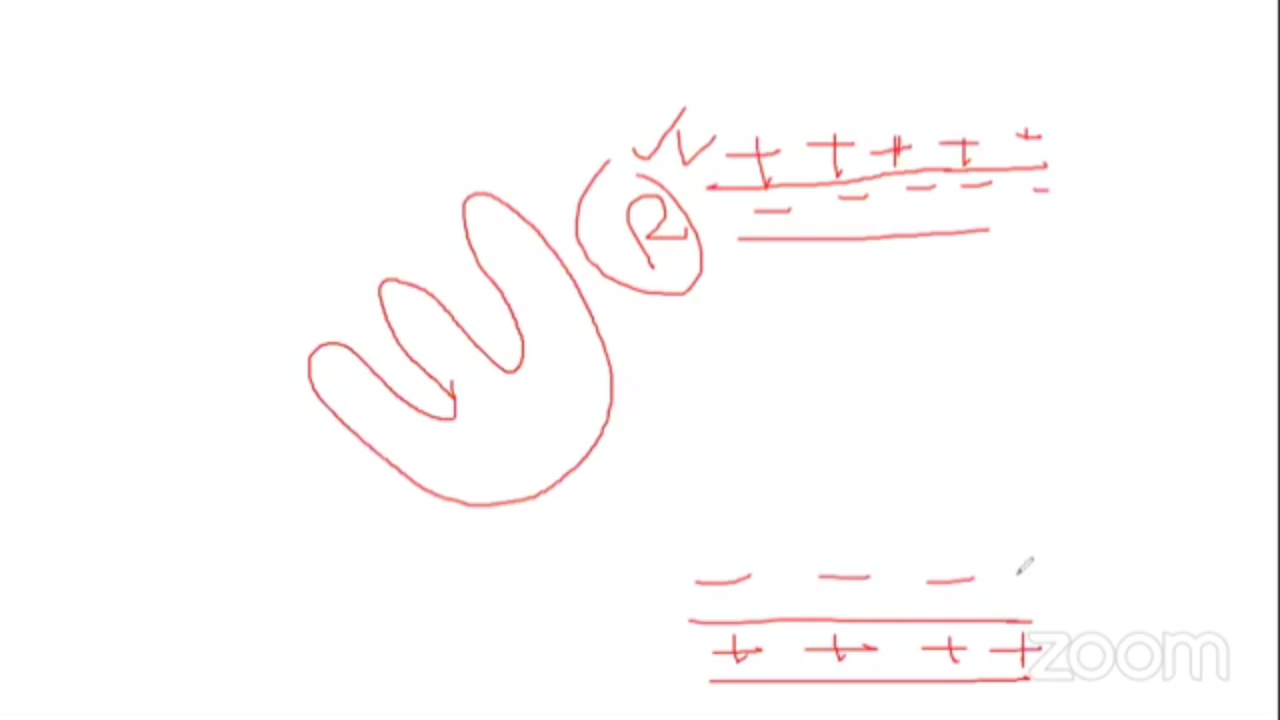 + + + + +
R
- - - - -
- - -
+ + + +
zoom